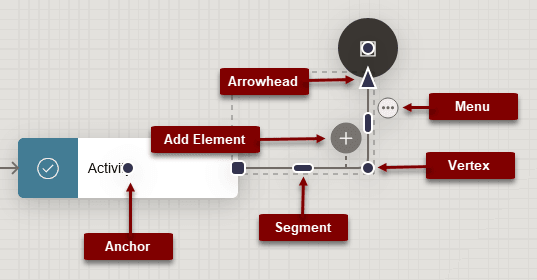 Arrowhead
Menu
Add Element
Activi
Vertex
Segment
Anchor